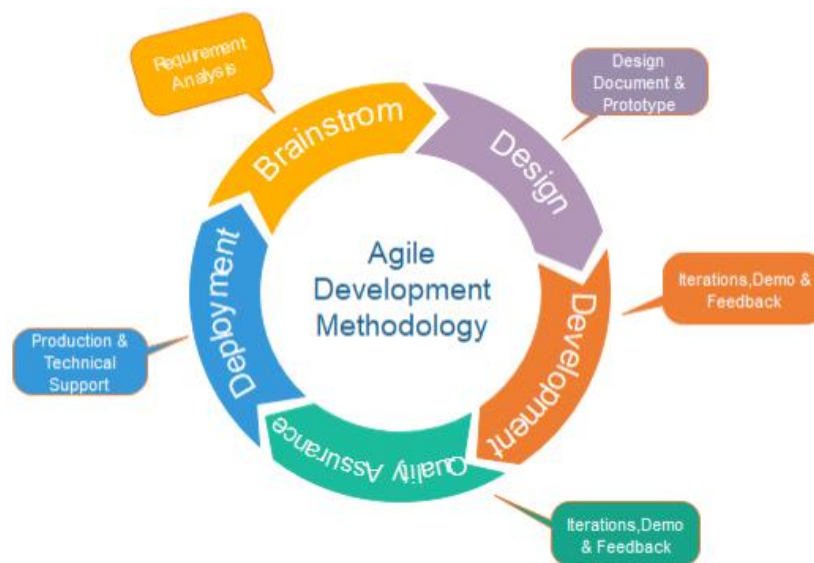 Requirement
Analysis
Brainstrom
Design
Document &
Prototype
Design
Agile
Development
Methodology
Iterations,Demo &
Feedback
Development
Production &
Technical
Support
Deployment
Quality Assurance
Iterations,Demo
& Feedback